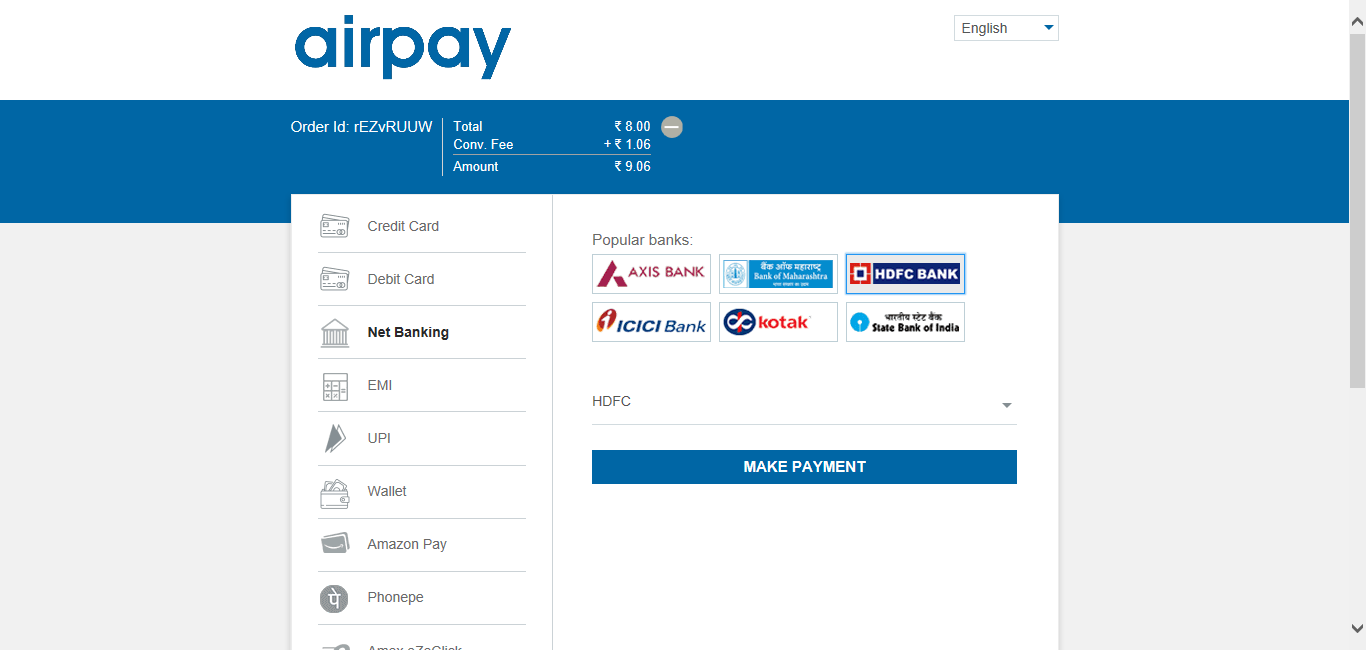 airpay
English
Order Id: rEZvRUUW
Total ₹ 8.00
Conv. Fee + ₹ 1.06
Amount ₹ 9.06
Credit Card
Debit Card
Net Banking
EMI
UPI
Wallet
Amazon Pay
Phonepe
Amex eZeClick
Popular banks:
AXIS BANK
बैंक ऑफ महाराष्ट्र
Bank of Maharashtra
HDFC BANK
ICICI Bank
kotak
भारतीय स्टेट बैंक
State Bank of India
HDFC
MAKE PAYMENT